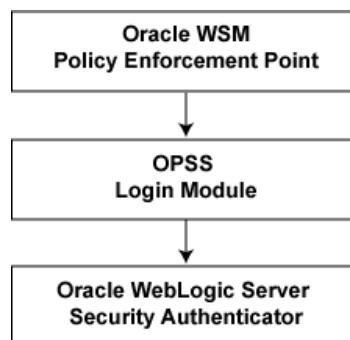 Oracle WSM
Policy Enforcement Point
OPSS
Login Module
Oracle WebLogic Server
Security Authenticator